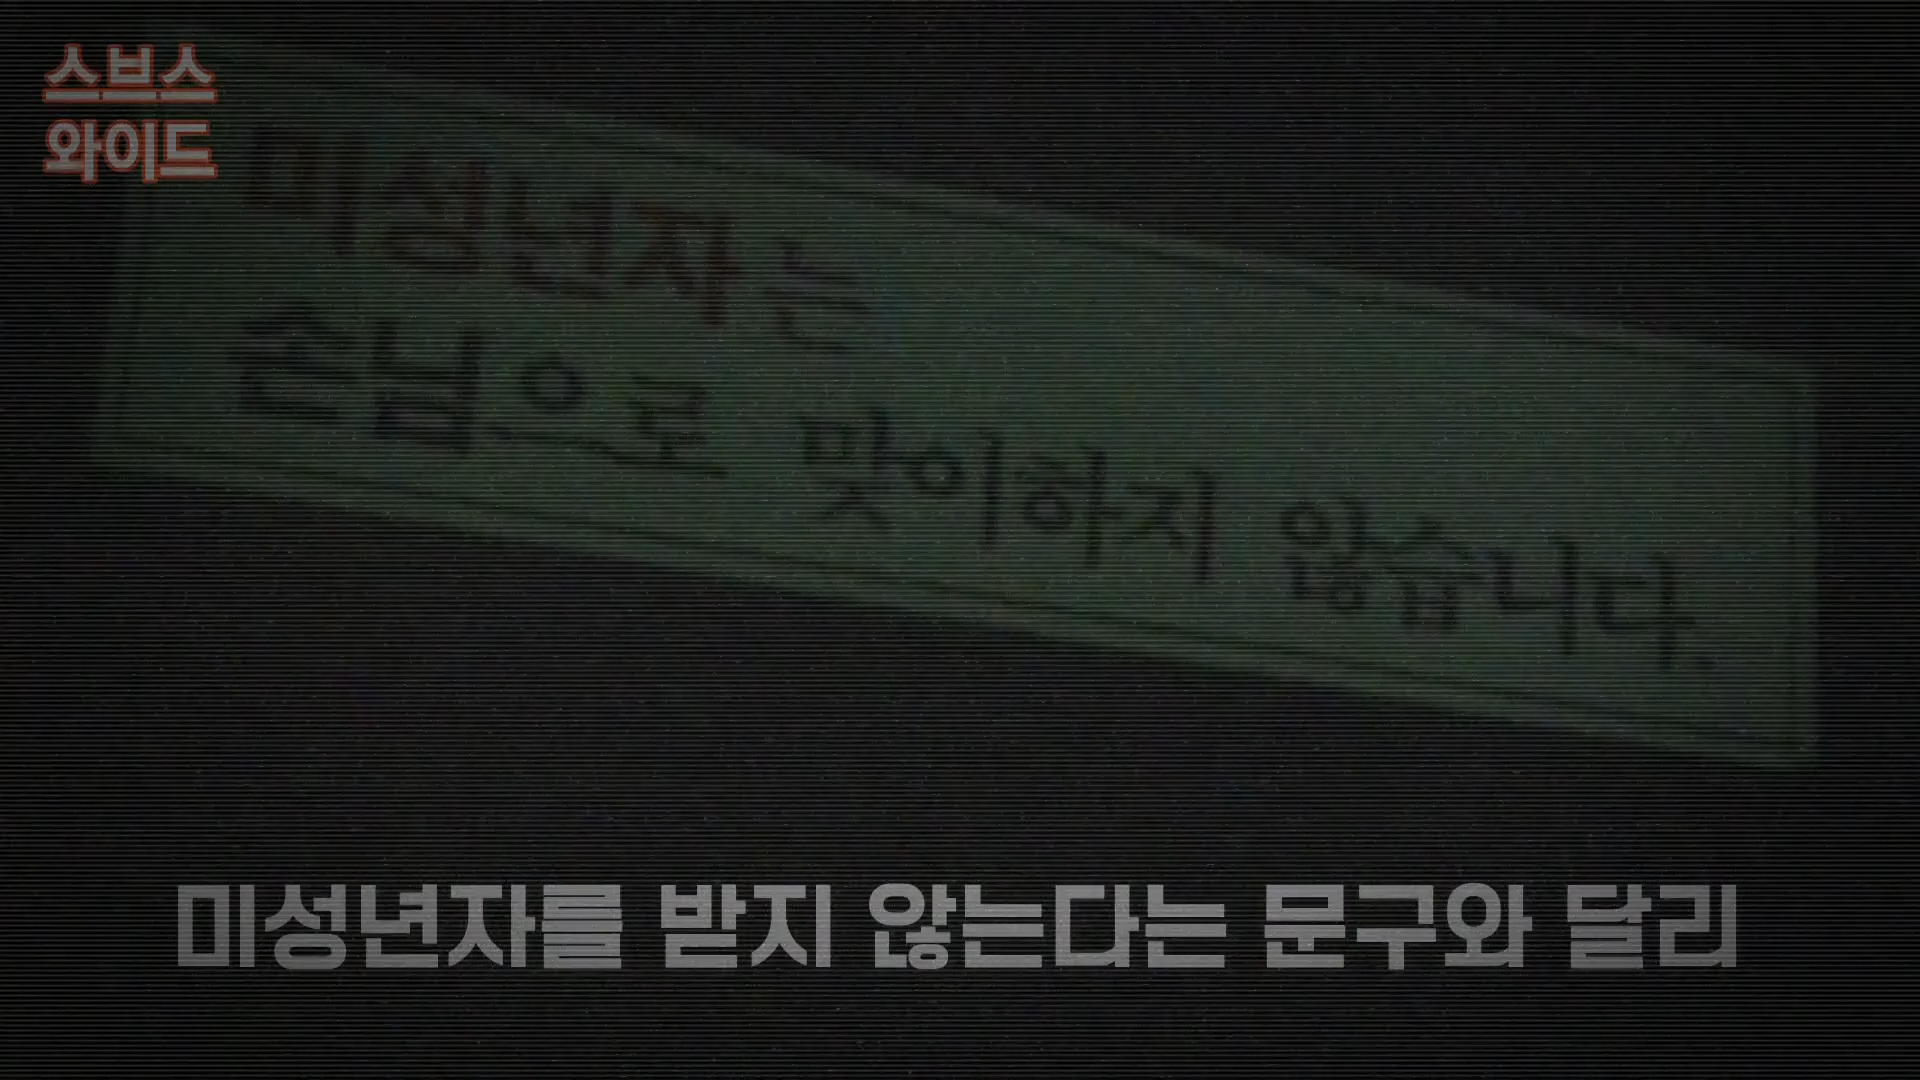 스브스
와이드
미성년자는
손님으로 맞이하지 않습니다.
미성년자를 받지 않는다는 문구와 달리